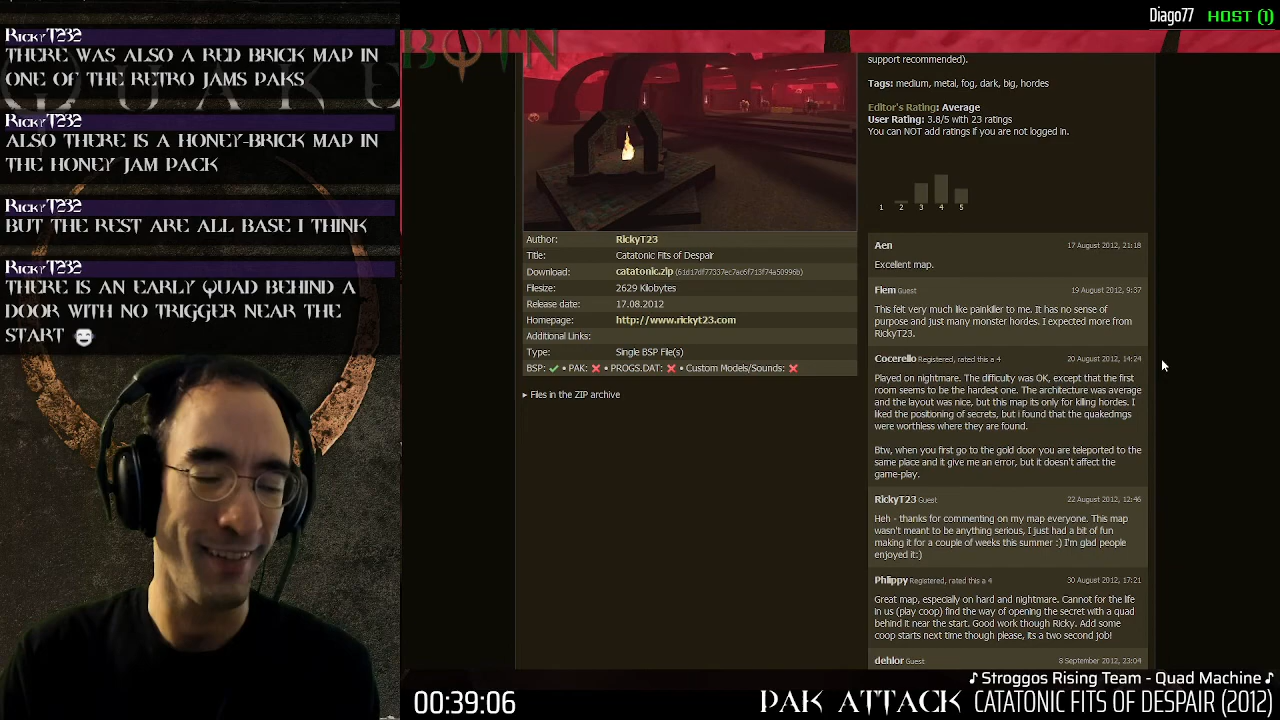 Diago77 HOST (1)
RickyT232
THERE WAS ALSO A RED BRICK MAP IN
ONE OF THE RETRO JAMS PAKS
QUAKE
RickyT232
ALSO THERE IS A HONEY-BRICK MAP IN
THE HONEY JAM PACK
RickyT232
BUT THE REST ARE ALL BASE I THINK
RickyT232
THERE IS AN EARLY QUAD BEHIND A
DOOR WITH NO TRIGGER NEAR THE
START
BOTN
Author: RickyT23
Title: Catatonic Fits of Despair
Download: catatonic.zip (61d17df77337ec7ac6f713f74a50996b)
Filesize: 2629 Kilobytes
Release date: 17.08.2012
Homepage: http://www.rickyt23.com
Additional Links:
Type: Single BSP File(s)
BSP: ✓ • PAK: ✗ • PROGS.DAT: ✗ • Custom Models/Sounds: ✗
▸ Files in the ZIP archive
support recommended).
Tags: medium, metal, fog, dark, big, hordes
Editor's Rating: Average
User Rating: 3.8/5 with 23 ratings
You can NOT add ratings if you are not logged in.
1 2 3 4 5
Aen 17 August 2012, 21:18
Excellent map.
Flem Guest 19 August 2012, 9:37
This felt very much like painkiller to me. It has no sense of
purpose and just many monster hordes. I expected more from
RickyT23.
Cocerello Registered, rated this a 4 20 August 2012, 14:24
Played on nightmare. The difficulty was OK, except that the first
room seems to be the hardest one. The architecture was average
and the layout was nice, but this map its only for killing hordes. I
liked the positioning of secrets, but i found that the quakedmgs
were worthless where they are found.
Btw, when you first go to the gold door you are teleported to the
same place and it give me an error, but it doesn't affect the
game-play.
RickyT23 Guest 22 August 2012, 12:46
Heh - thanks for commenting on my map everyone. This map
wasn't meant to be anything serious, I just had a bit of fun
making it for a couple of weeks this summer :) I'm glad people
enjoyed it:)
Phlippy Registered, rated this a 4 30 August 2012, 17:21
Great map, especially on hard and nightmare. Cannot for the life
in us (play coop) find the way of opening the secret with a quad
behind it near the start. Good work though Ricky. Add some
coop starts next time though please, its a two second job!
dehlor Guest 8 September 2012, 23:04
♪ Stroggos Rising Team - Quad Machine ♪
00:39:06
PAK ATTACK CATATONIC FITS OF DESPAIR (2012)